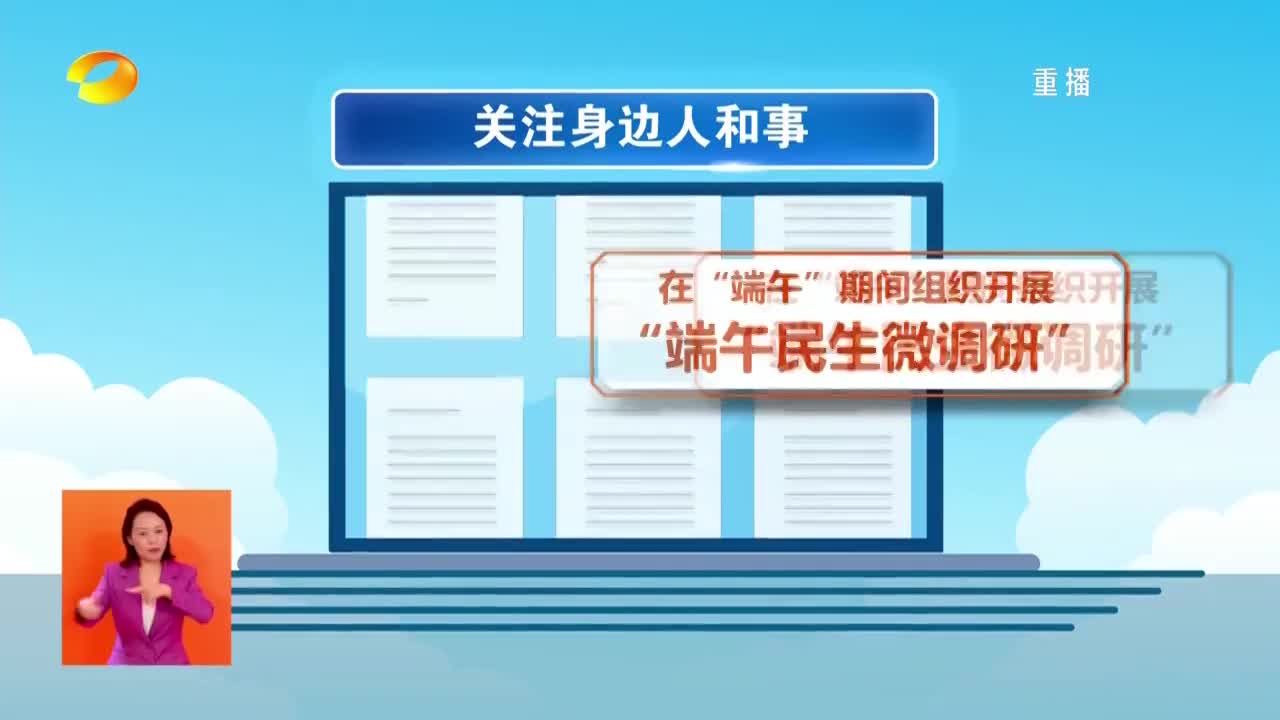 重播
关注身边人和事
在“端午”期间组织开展
“端午民生微调研”